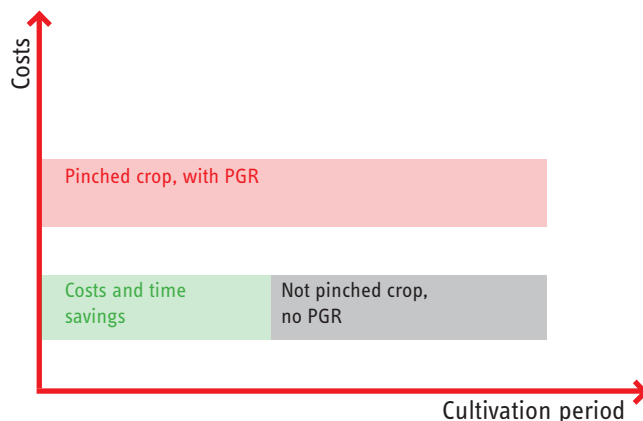 Costs
Pinched crop, with PGR
Costs and time
savings
Not pinched crop,
no PGR
Cultivation period